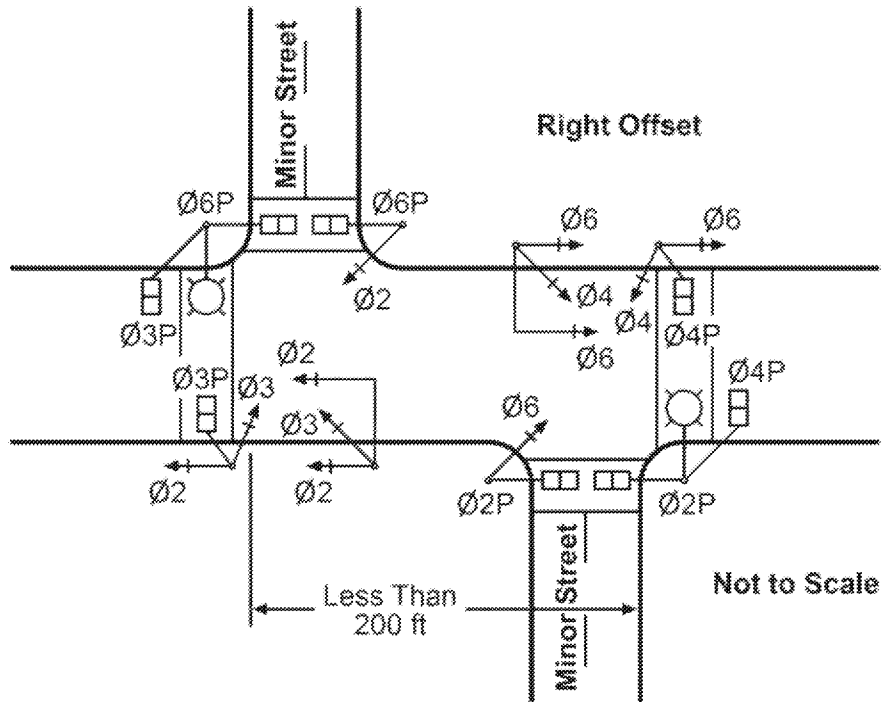 Minor Street
Right Offset
Ø6P
Ø6P
Ø6
Ø6
Ø2
Ø4
Ø4
Ø3P
Ø6
Ø4P
Ø2
Ø3P
Ø3
Ø4P
Ø3
Ø6
Ø2
Ø2
Ø2P
Ø2P
Less Than
200 ft
Minor Street
Not to Scale